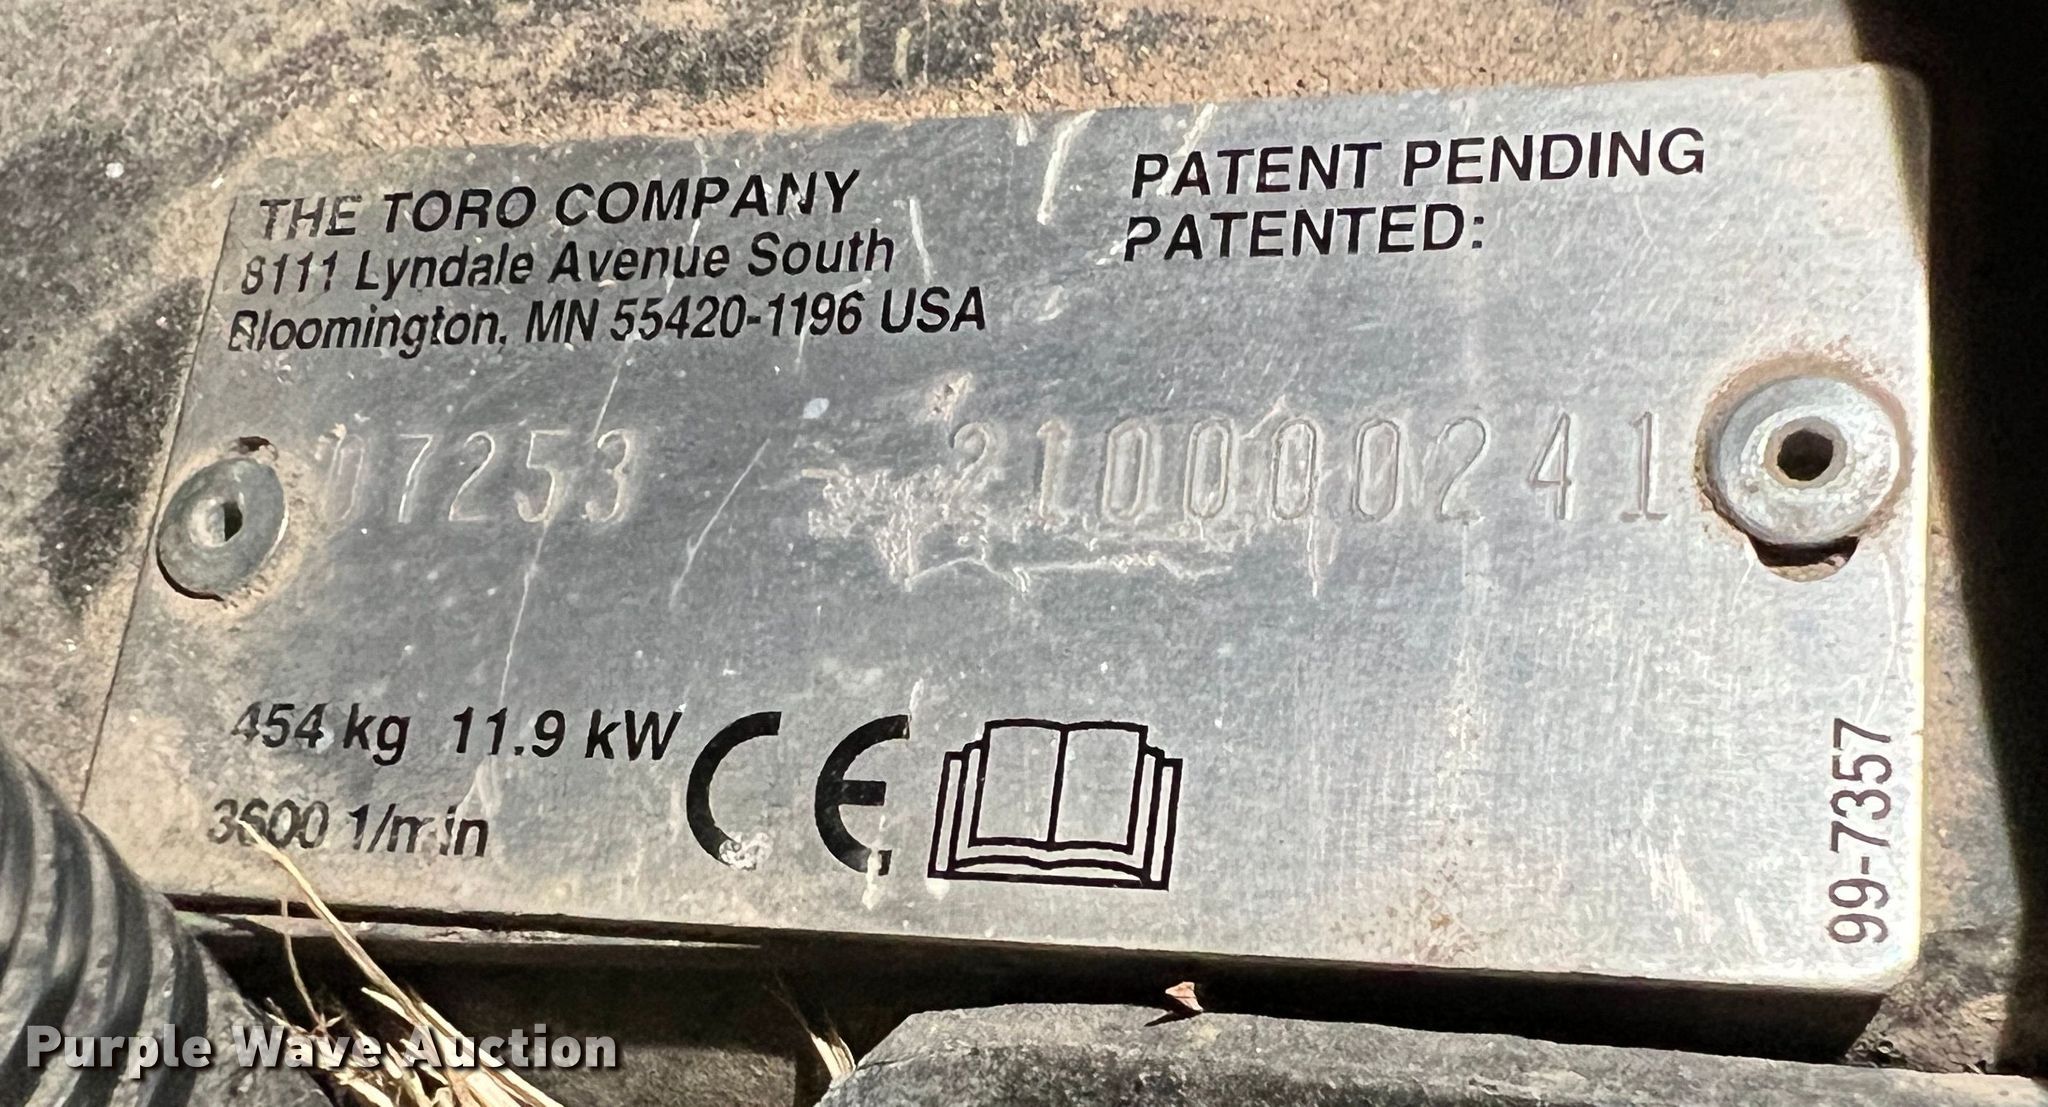 THE TORO COMPANY
8111 Lyndale Avenue South
Bloomington, MN 55420-1196 USA
PATENT PENDING
PATENTED:
07253 - 210000241
454 kg 11.9 kW
3600 1/min
CE
99-7357
Purple Wave Auction